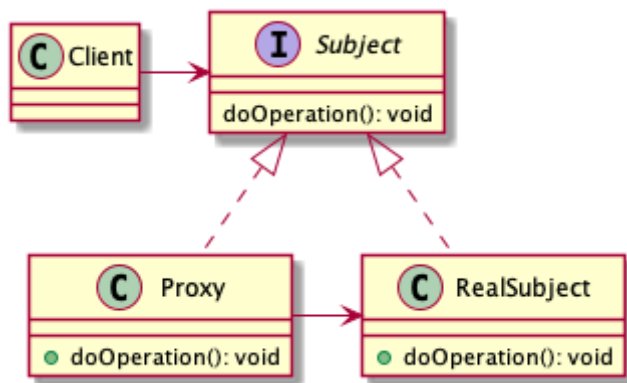 C Client
I Subject
doOperation(): void
C Proxy
doOperation(): void
C RealSubject
doOperation(): void